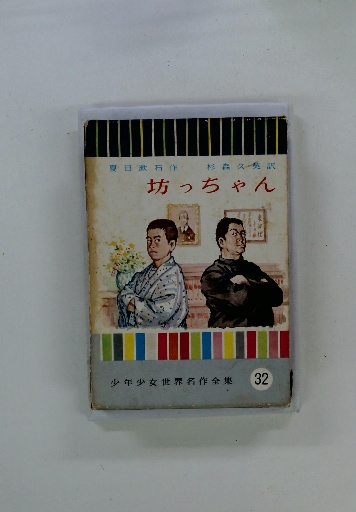 夏目漱石作 杉森久英訳
坊っちゃん
少年少女世界名作全集 32